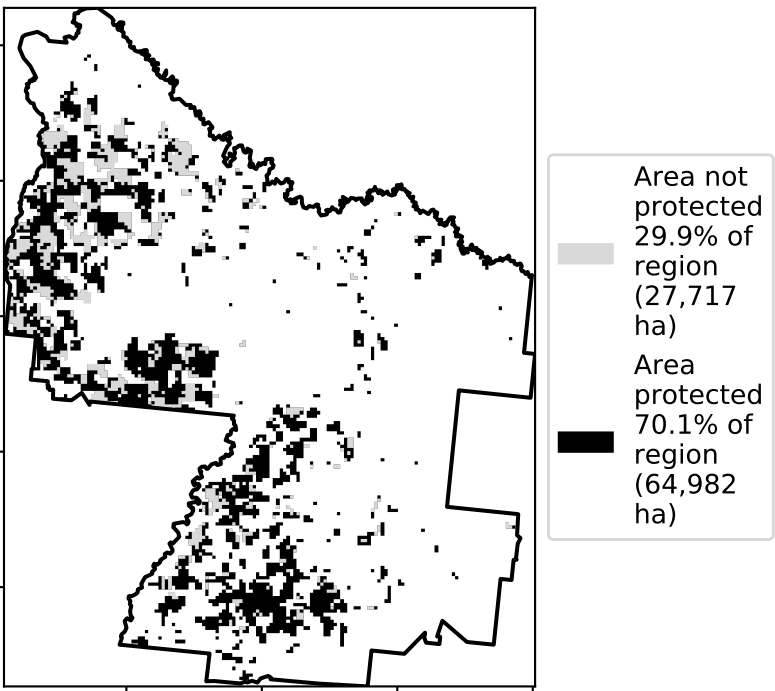 Area not
protected
29.9% of
region
(27,717
ha)
Area
protected
70.1% of
region
(64,982
ha)